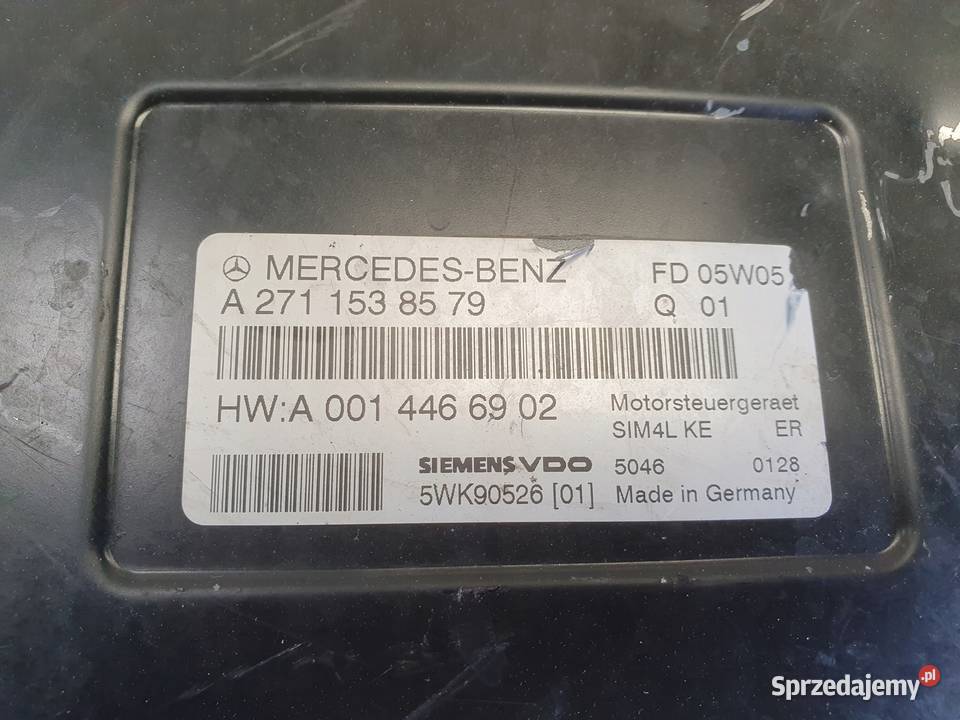 MERCEDES-BENZ FD 05W05
A 271 153 85 79 Q 01
HW:A 001 446 69 02 Motorsteuergeraet
SIM4L KE ER
SIEMENS VDO 5046 0128
5WK90526 [01] Made in Germany
Sprzedajemy.pl